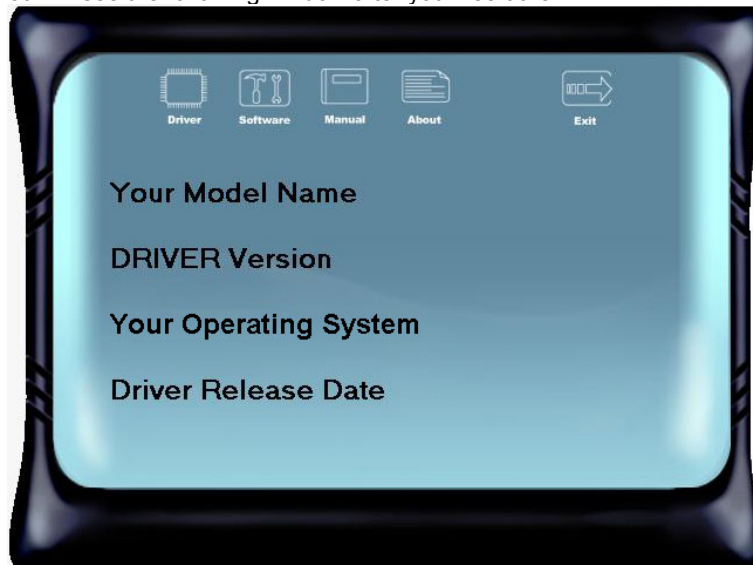 Driver Software Manual About Exit
Your Model Name
DRIVER Version
Your Operating System
Driver Release Date